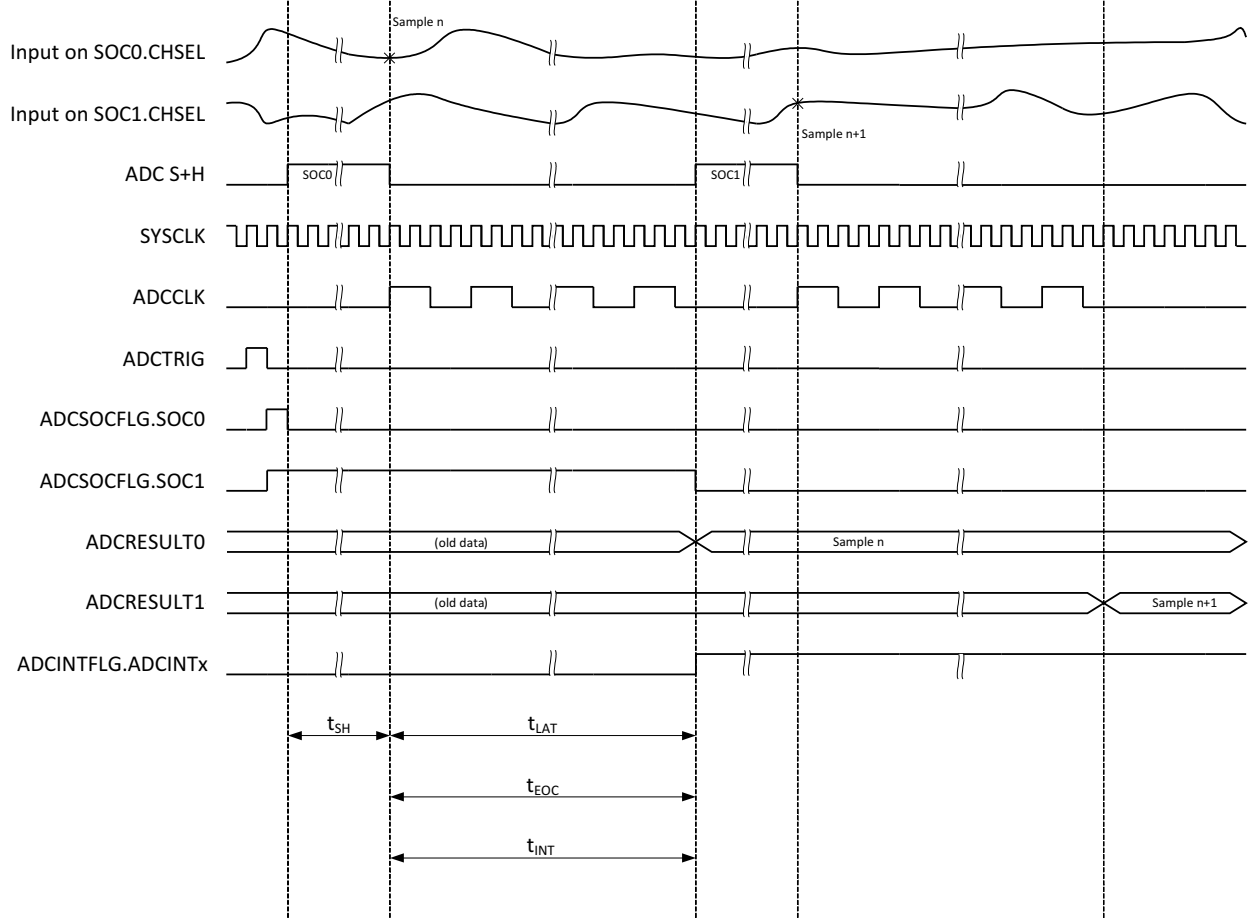 Sample n
Input on SOC0.CHSEL
Input on SOC1.CHSEL
Sample n+1
ADC S+H
SOC0
SOC1
SYSCLK
ADCCLK
ADCTRIG
ADCSOCFLG.SOC0
ADCSOCFLG.SOC1
ADCRESULT0
(old data)
Sample n
ADCRESULT1
(old data)
Sample n+1
ADCINTFLG.ADCINTx
tSH
tLAT
tEOC
tINT